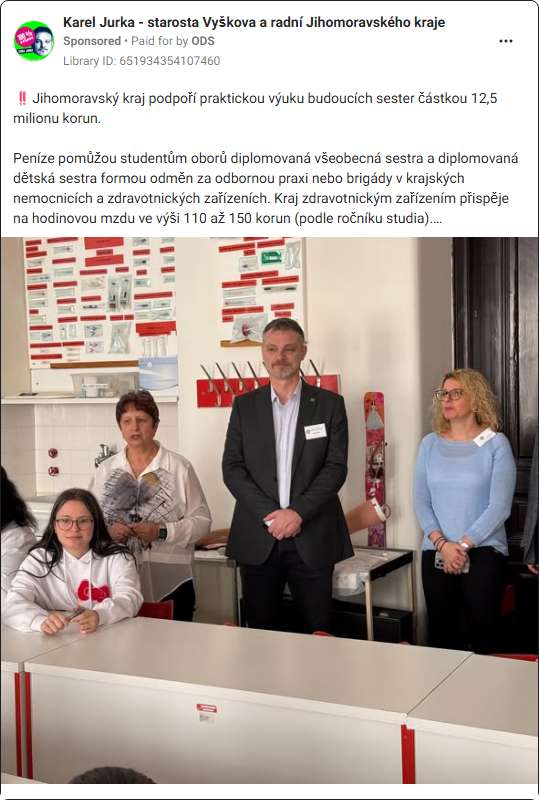 Karel Jurka - starosta Vyškova a radní Jihomoravského kraje
Sponsored • Paid for by ODS
Library ID: 651934354107460
‼️ Jihomoravský kraj podpoří praktickou výuku budoucích sester částkou 12,5
milionu korun.
Peníze pomůžou studentům oborů diplomovaná všeobecná sestra a diplomovaná
dětská sestra formou odměn za odbornou praxi nebo brigády v krajských
nemocnicích a zdravotnických zařízeních. Kraj zdravotnickým zařízením přispěje
na hodinovou mzdu ve výši 110 až 150 korun (podle ročníku studia)....